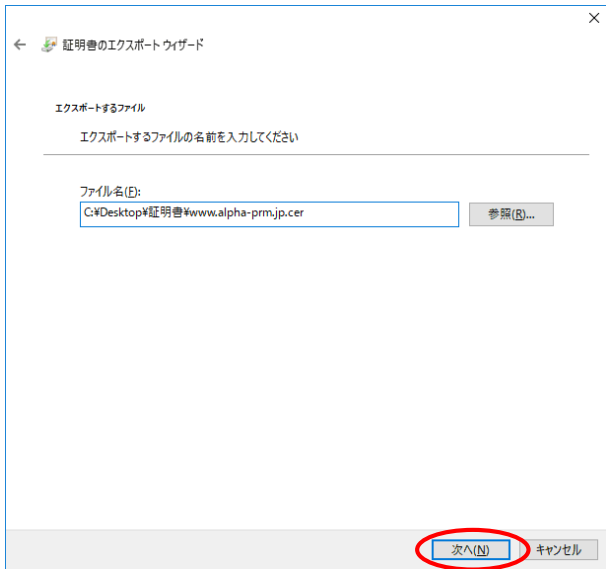 証明書のエクスポート ウィザード
エクスポートするファイル
エクスポートするファイルの名前を入力してください
ファイル名(F):
C:¥Desktop¥証明書¥www.alpha-prm.jp.cer
参照(R)...
次へ(N)
キャンセル